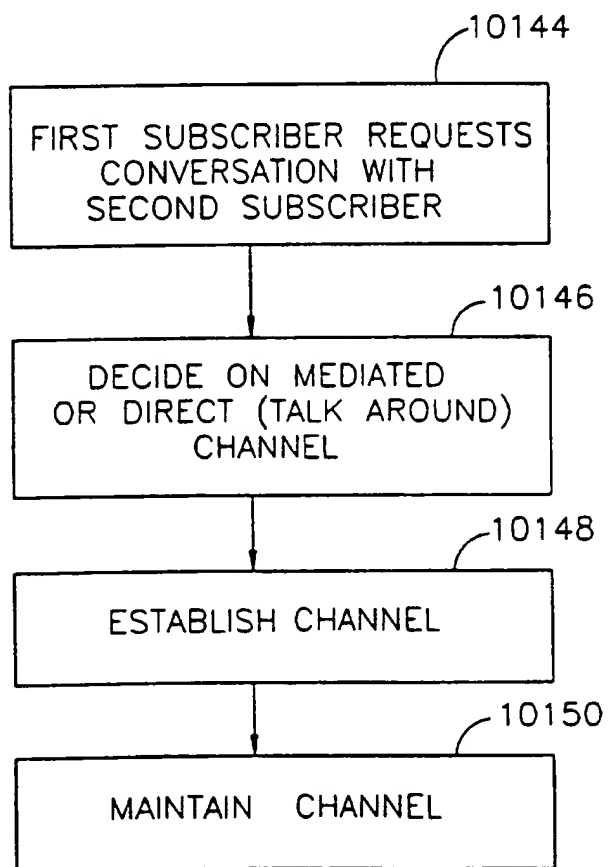 10144
FIRST SUBSCRIBER REQUESTS
CONVERSATION WITH
SECOND SUBSCRIBER
10146
DECIDE ON MEDIATED
OR DIRECT (TALK AROUND)
CHANNEL
10148
ESTABLISH CHANNEL
10150
MAINTAIN CHANNEL